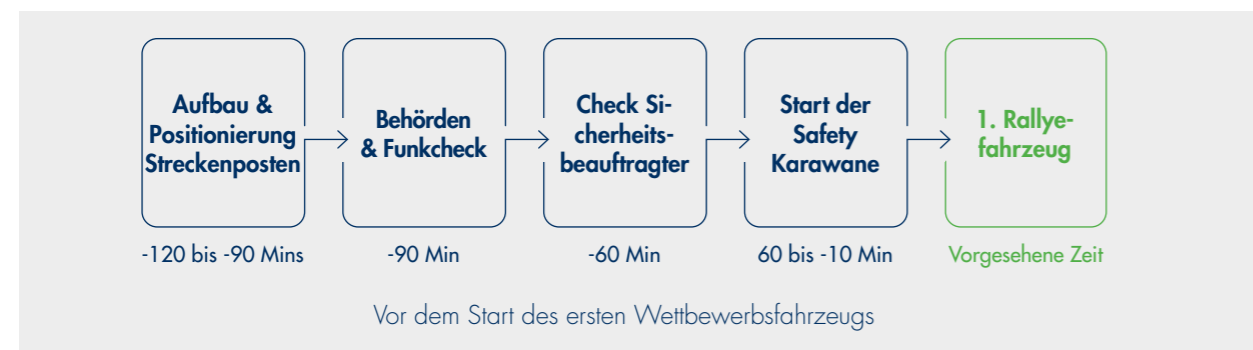 Aufbau &
Positionierung
Streckenposten
Behörden
& Funkcheck
Check Si-
cherheits-
beauftragter
Start der
Safety
Karawane
1. Rallye-
fahrzeug
-120 bis -90 Mins
-90 Min
-60 Min
60 bis -10 Min
Vorgesehene Zeit
Vor dem Start des ersten Wettbewerbsfahrzeugs